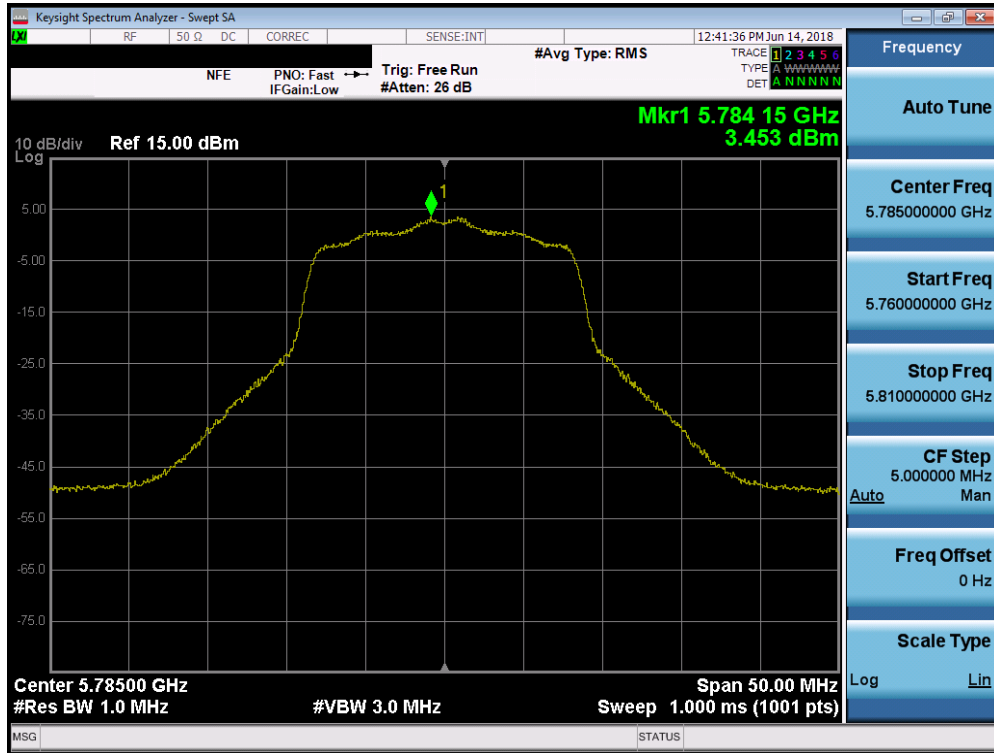 Keysight Spectrum Analyzer - Swept SA
LXI
RF 50 Ω DC CORREC SENSE:INT 12:41:36 PM Jun 14, 2018
NFE
PNO: Fast
IFGain:Low
Trig: Free Run
#Atten: 26 dB
#Avg Type: RMS
TRACE 1 2 3 4 5 6
TYPE A WWWWW
DET A N N N N N
Mkr1 5.784 15 GHz
3.453 dBm
10 dB/div Ref 15.00 dBm
Log
1
5.00
-5.00
-15.0
-25.0
-35.0
-45.0
-55.0
-65.0
-75.0
Center 5.78500 GHz Span 50.00 MHz
#Res BW 1.0 MHz #VBW 3.0 MHz Sweep 1.000 ms (1001 pts)
MSG STATUS
Frequency
Auto Tune
Center Freq
5.785000000 GHz
Start Freq
5.760000000 GHz
Stop Freq
5.810000000 GHz
CF Step
5.000000 MHz
Auto Man
Freq Offset
0 Hz
Scale Type
Log Lin